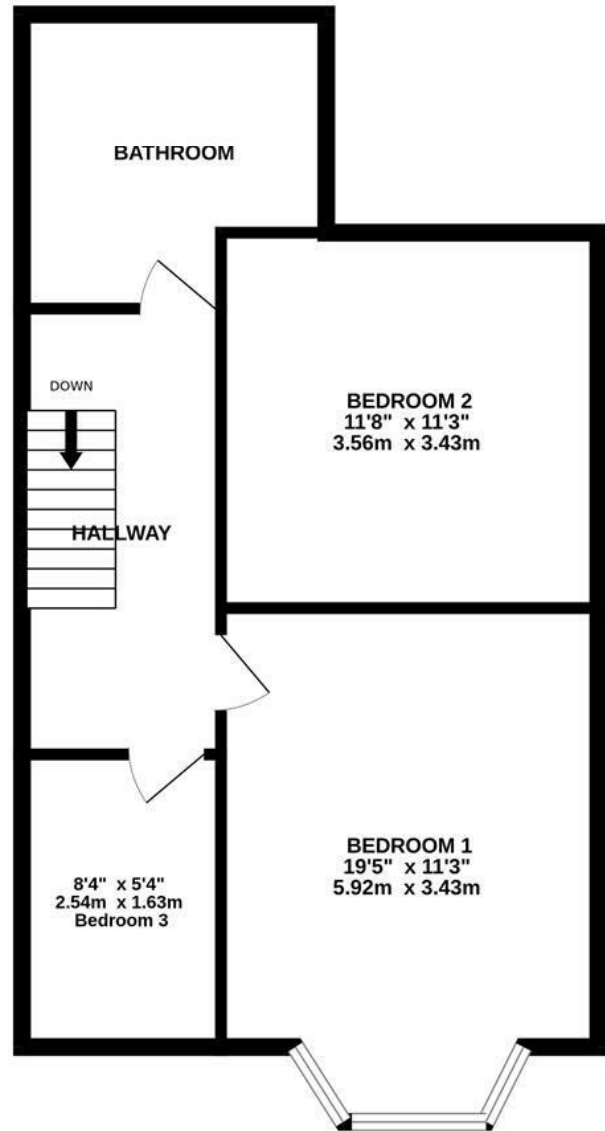 BATHROOM
DOWN
BEDROOM 2
11'8" x 11'3"
3.56m x 3.43m
HALLWAY
BEDROOM 1
19'5" x 11'3"
5.92m x 3.43m
8'4" x 5'4"
2.54m x 1.63m
Bedroom 3